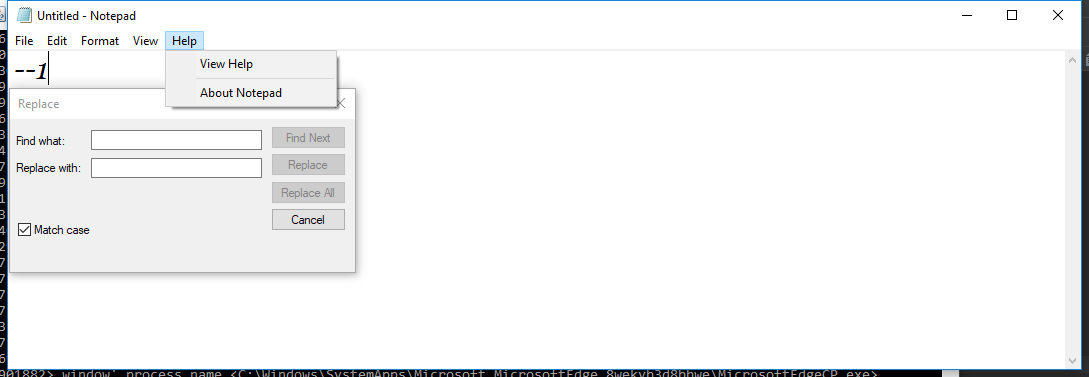 Untitled - Notepad
File Edit Format View Help
View Help
About Notepad
--1
Replace
Find what:
Find Next
Replace with:
Replace
Replace All
Cancel
Match case
001882> window' process name <C:\Windows\SystemApps\Microsoft.MicrosoftEdge_8wekyb3d8bbwe\MicrosoftEdgeCP.exe>